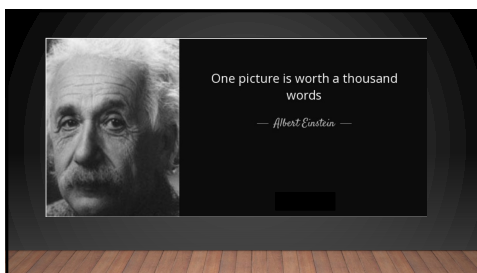 One picture is worth a thousand
words
— Albert Einstein —